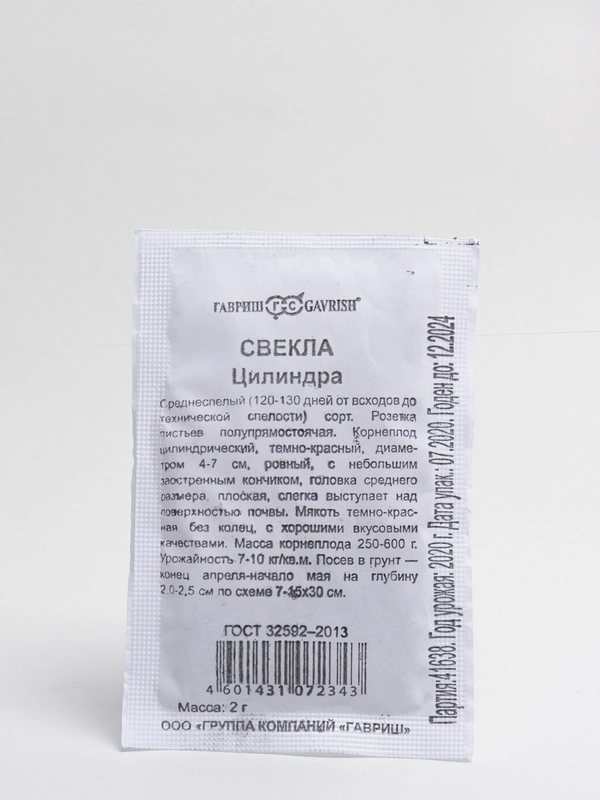 ГАВРИШ Г-С GAVRISH®
СВЕКЛА
Цилиндра
Среднеспелый (120-130 дней от всходов до
технической спелости) сорт. Розетка
листьев полупрямостоячая. Корнеплод
цилиндрический, темно-красный, диаме-
тром 4-7 см, ровный, с небольшим
заостренным кончиком, головка среднего
размера, плоская, слегка выступает над
поверхностью почвы. Мякоть темно-крас-
ная без колец, с хорошими вкусовыми
качествами. Масса корнеплода 250-600 г.
Урожайность 7-10 кг/кв.м. Посев в грунт —
конец апреля-начало мая на глубину
2,0-2,5 см по схеме 7-15х30 см.
ГОСТ 32592–2013
4 601431 072343
Масса: 2 г
ООО «ГРУППА КОМПАНИЙ «ГАВРИШ»
Партия:41638. Год урожая: 2020 г. Дата упак.: 07.2020. Годен до: 12.2024